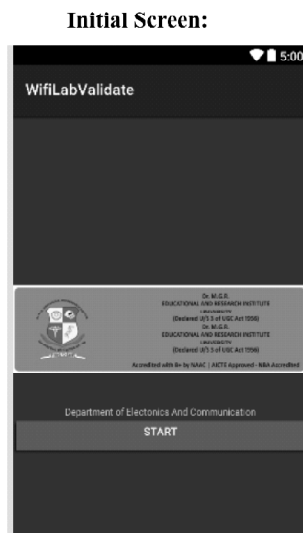 Initial Screen:
5:00
WifiLabValidate
Dr. M.G.R.
EDUCATIONAL AND RESEARCH INSTITUTE
UNIVERSITY
(Declared U/S 3 of UGC Act 1956)
Dr. M.G.R.
EDUCATIONAL AND RESEARCH INSTITUTE
UNIVERSITY
(Declared U/S 3 of UGC Act 1956)
Accredited with B+ by NAAC | AICTE Approved - NBA Accredited
Department of Electonics And Communication
START